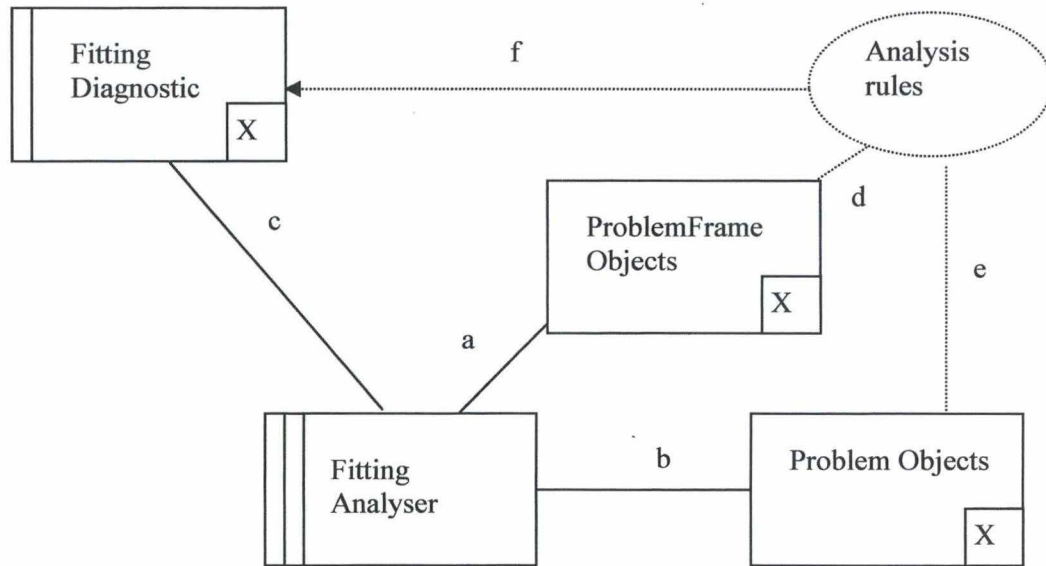 Fitting
Diagnostic
X
f
Analysis
rules
c
ProblemFrame
Objects
X
d
e
a
Fitting
Analyser
b
Problem Objects
X